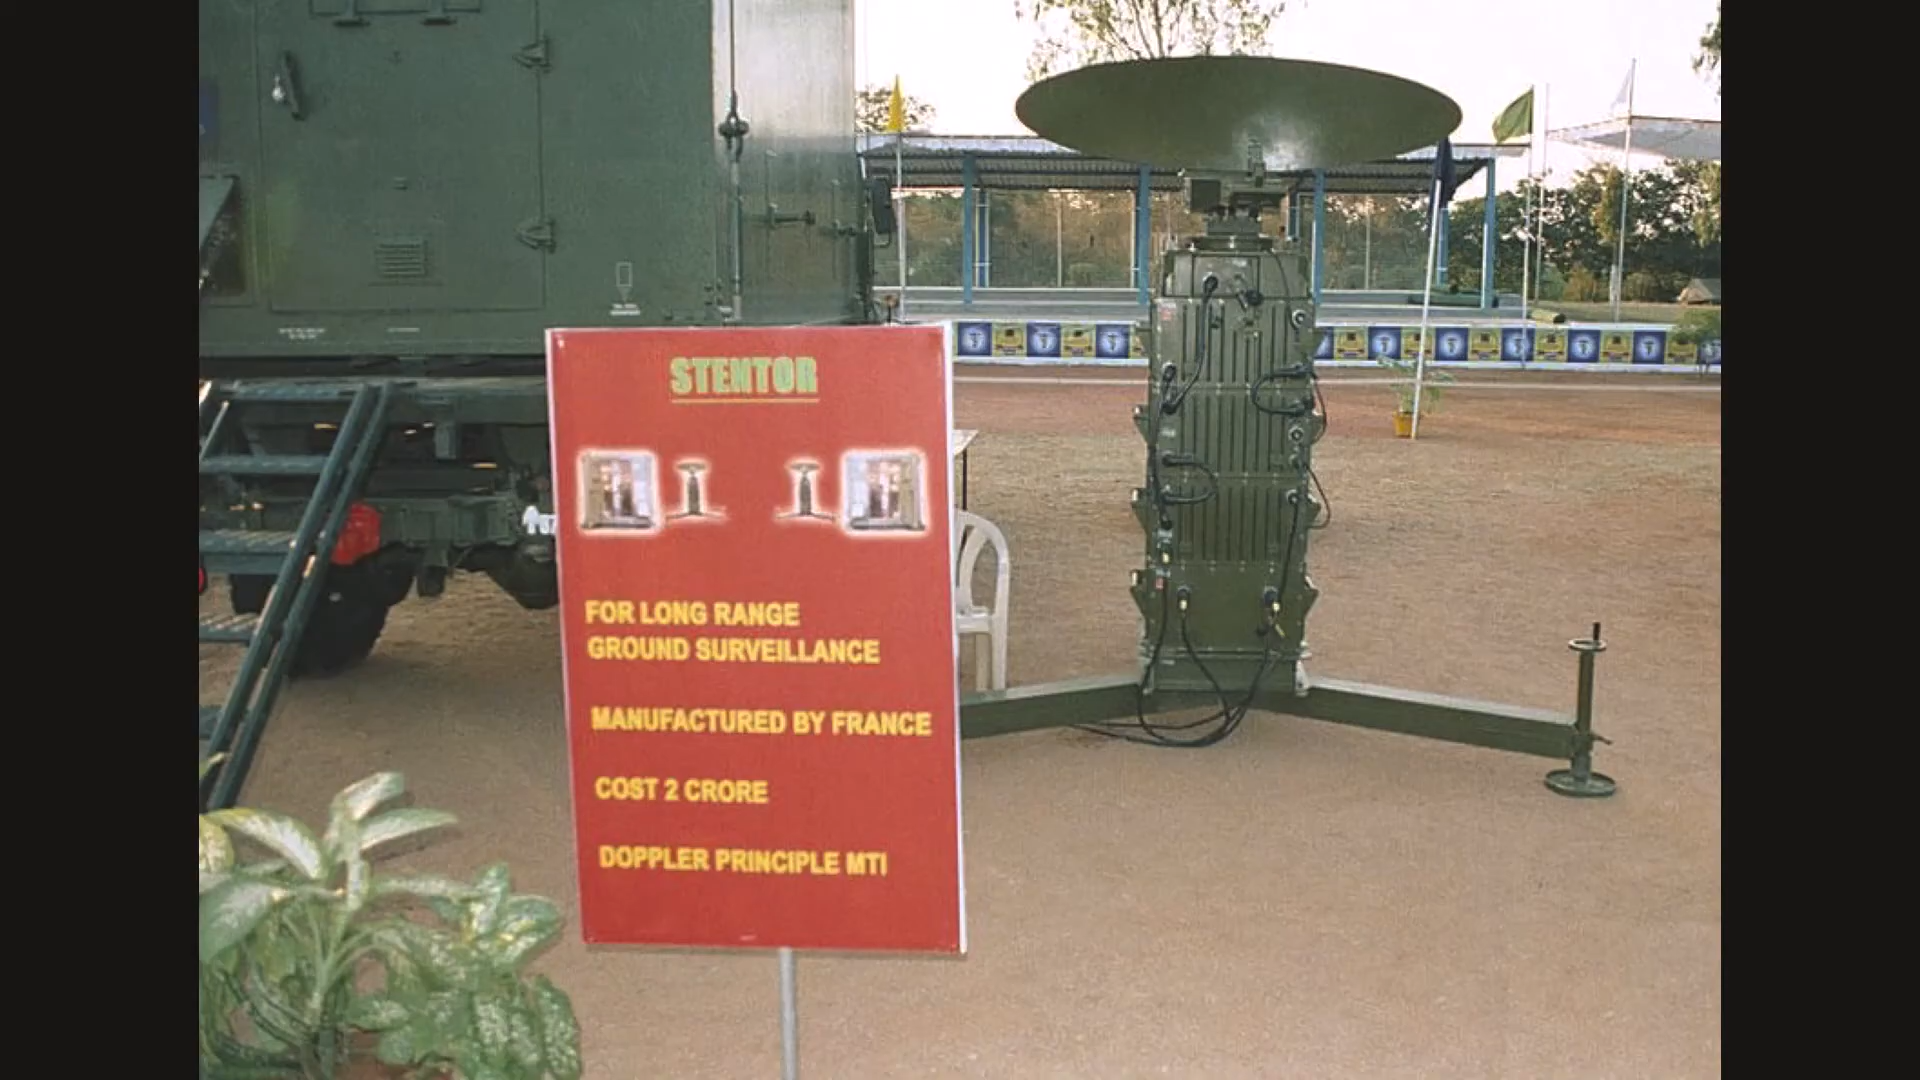 STENTOR
FOR LONG RANGE
GROUND SURVEILLANCE
MANUFACTURED BY FRANCE
COST 2 CRORE
DOPPLER PRINCIPLE MTI